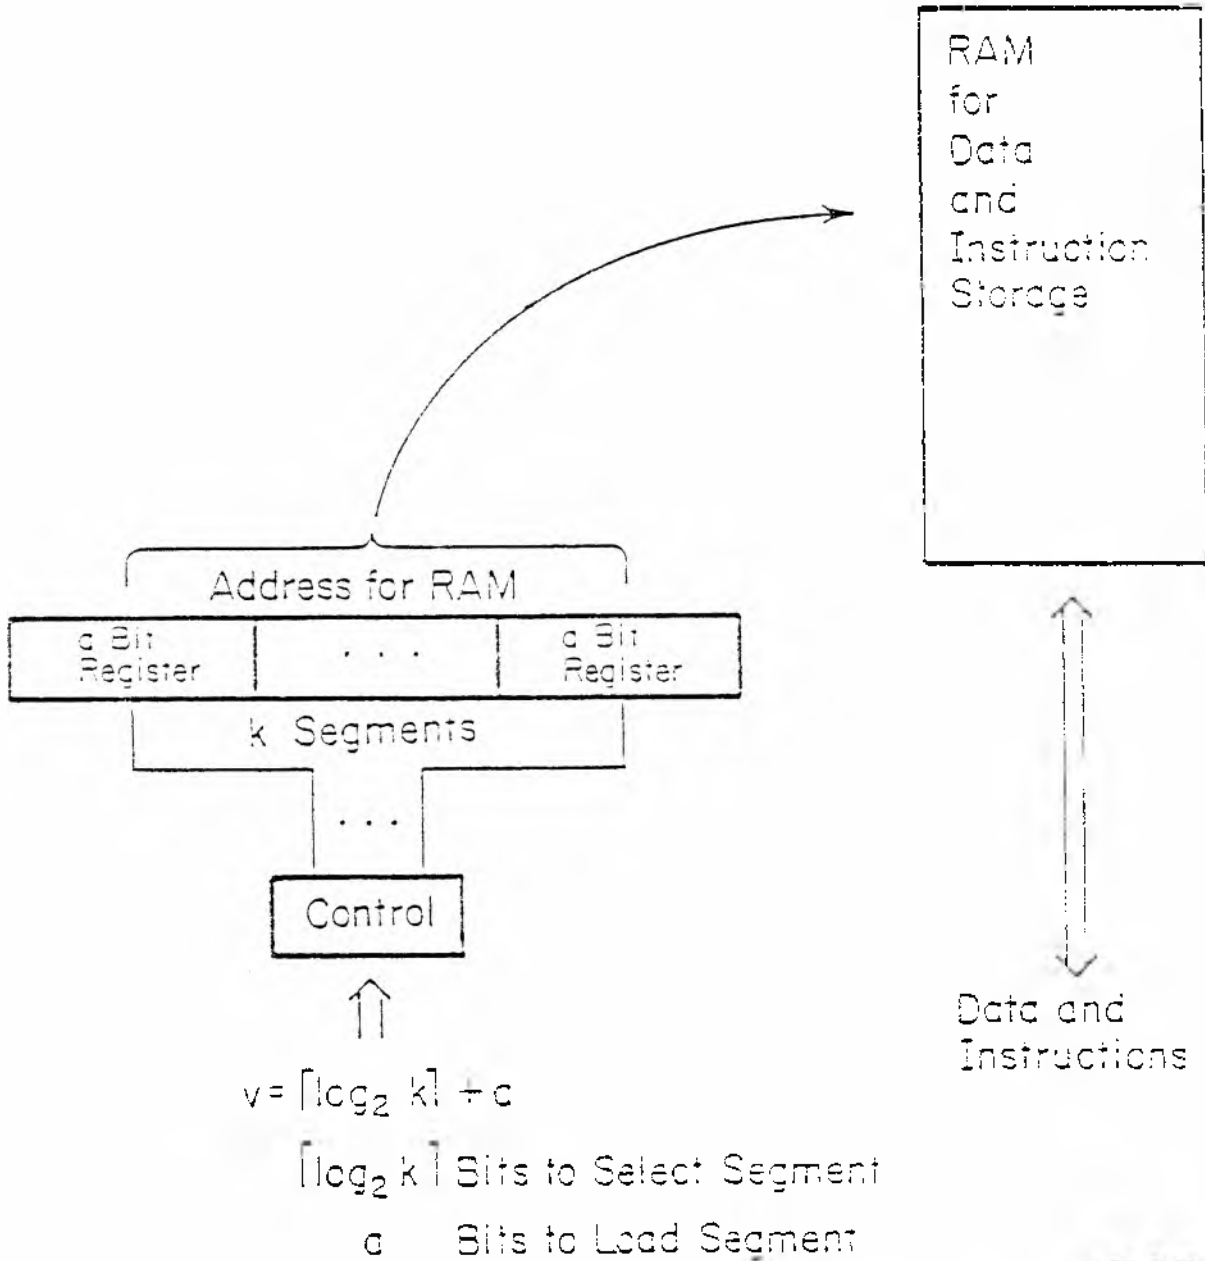 RAM
for
Data
and
Instruction
Storage
Address for RAM
a Bit
Register
. . .
a Bit
Register
k Segments
. . .
Control
Data and
Instructions
v = ⌈log₂ k⌉ + a
⌈log₂ k⌉ Bits to Select Segment
a Bits to Load Segment